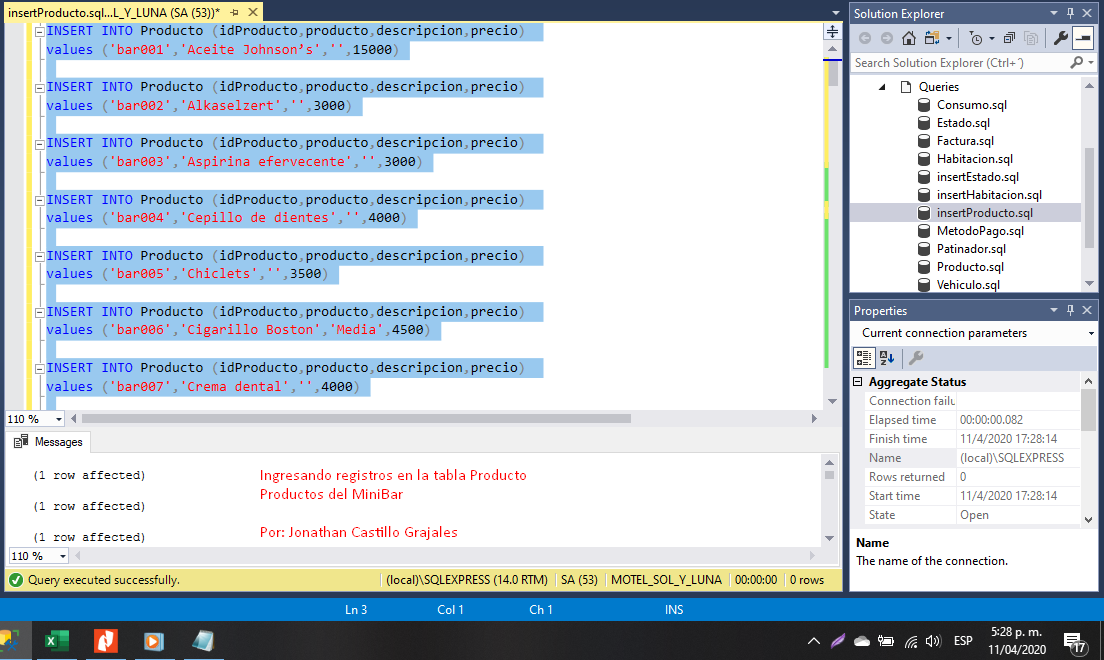 insertProducto.sql...L_Y_LUNA (SA (53))*
INSERT INTO Producto (idProducto,producto,descripcion,precio)
values ('bar001','Aceite Johnson’s','',15000)
INSERT INTO Producto (idProducto,producto,descripcion,precio)
values ('bar002','Alkaselzert','',3000)
INSERT INTO Producto (idProducto,producto,descripcion,precio)
values ('bar003','Aspirina efervecente','',3000)
INSERT INTO Producto (idProducto,producto,descripcion,precio)
values ('bar004','Cepillo de dientes','',4000)
INSERT INTO Producto (idProducto,producto,descripcion,precio)
values ('bar005','Chiclets','',3500)
INSERT INTO Producto (idProducto,producto,descripcion,precio)
values ('bar006','Cigarillo Boston','Media',4500)
INSERT INTO Producto (idProducto,producto,descripcion,precio)
values ('bar007','Crema dental','',4000)
110 %
Messages
(1 row affected)
(1 row affected)
(1 row affected)
Ingresando registros en la tabla Producto
Productos del MiniBar
Por: Jonathan Castillo Grajales
110 %
Query executed successfully.
(local)\SQLEXPRESS (14.0 RTM)
SA (53)
MOTEL_SOL_Y_LUNA
00:00:00
0 rows
Solution Explorer
Search Solution Explorer (Ctrl+´)
Queries
Consumo.sql
Estado.sql
Factura.sql
Habitacion.sql
insertEstado.sql
insertHabitacion.sql
insertProducto.sql
MetodoPago.sql
Patinador.sql
Producto.sql
Vehiculo.sql
Properties
Current connection parameters
Aggregate Status
Connection failu
Elapsed time 00:00:00.082
Finish time 11/4/2020 17:28:14
Name (local)\SQLEXPRESS
Rows returned 0
Start time 11/4/2020 17:28:14
State Open
Name
The name of the connection.
Ln 3
Col 1
Ch 1
INS
ESP
5:28 p. m.
11/04/2020
17